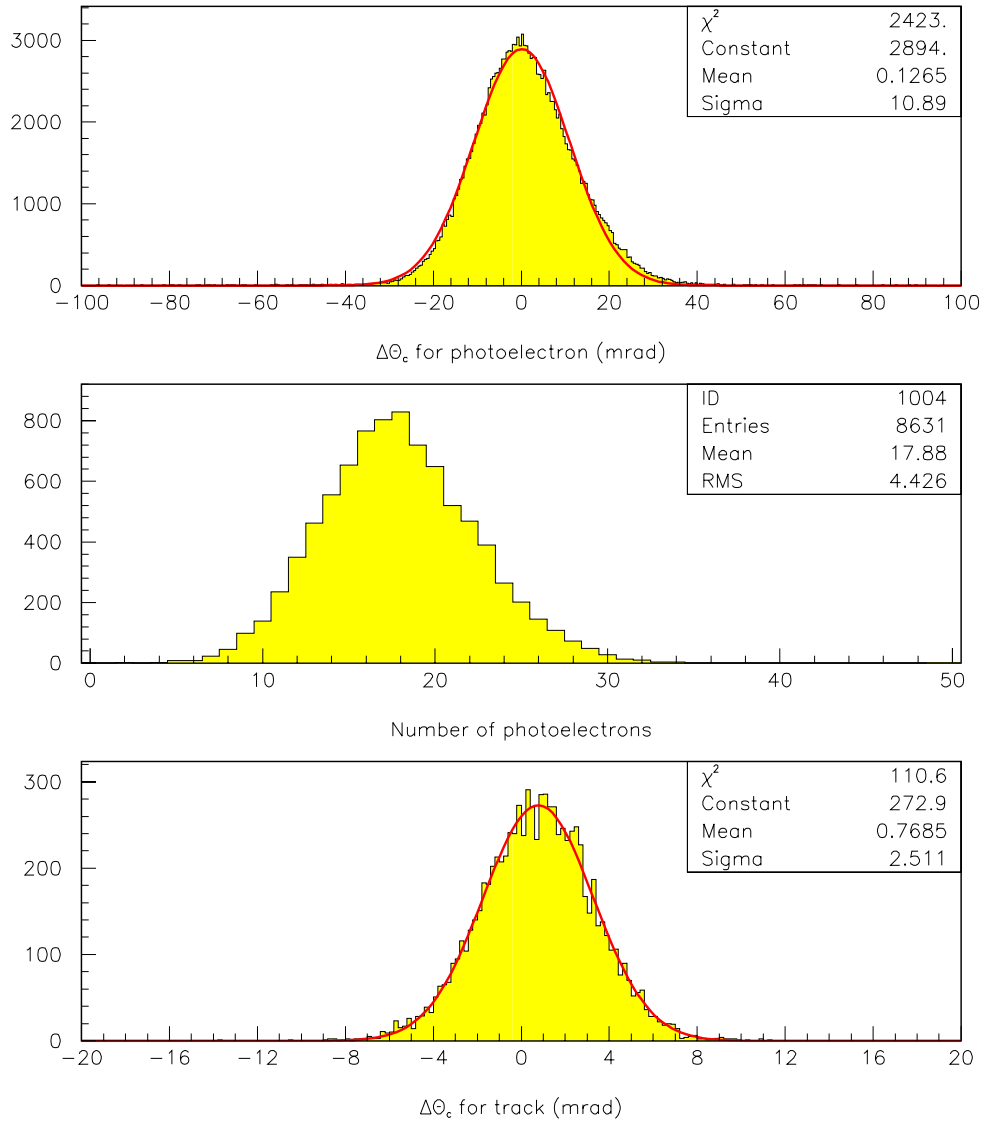 χ² 2423.
Constant 2894.
Mean 0.1265
Sigma 10.89
3000
2000
1000
0
−100 −80 −60 −40 −20 0 20 40 60 80 100
ΔΘc for photoelectron (mrad)
ID 1004
Entries 8631
Mean 17.88
RMS 4.426
800
600
400
200
0
0 10 20 30 40 50
Number of photoelectrons
χ² 110.6
Constant 272.9
Mean 0.7685
Sigma 2.511
300
200
100
0
−20 −16 −12 −8 −4 0 4 8 12 16 20
ΔΘc for track (mrad)